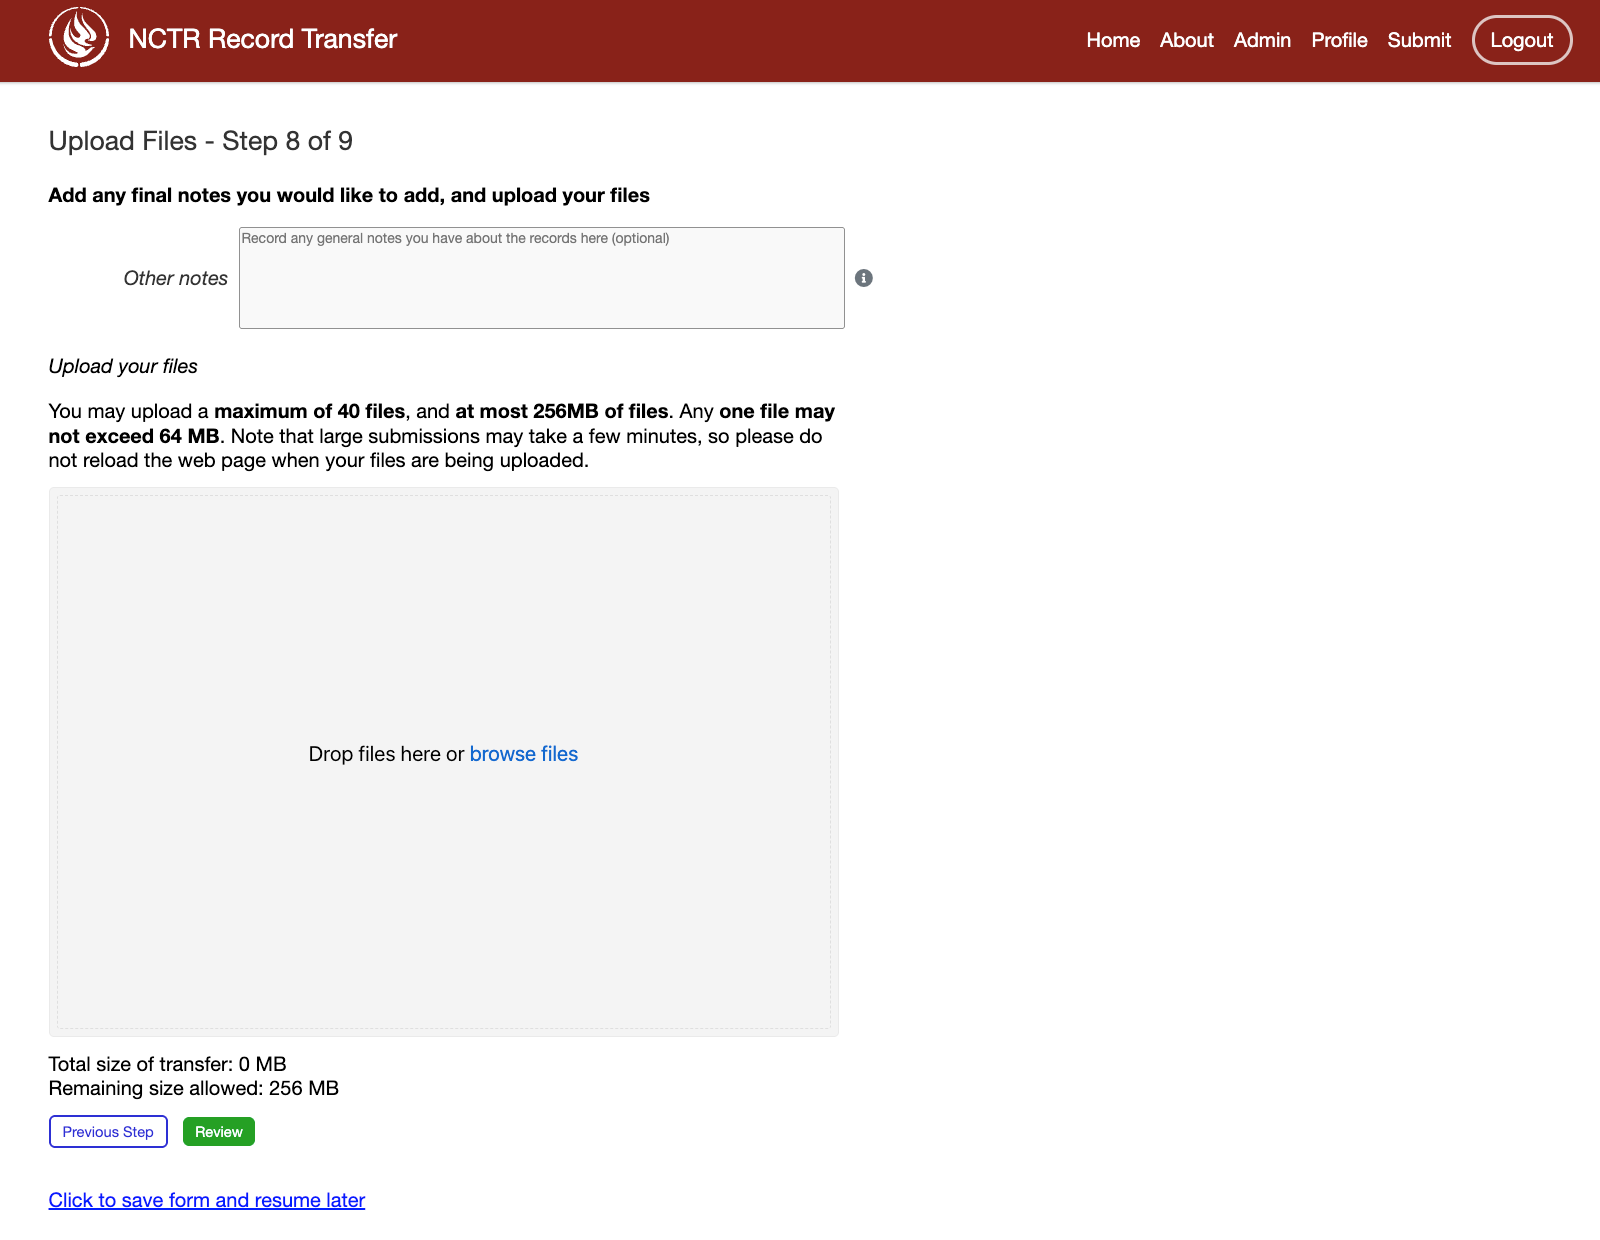 NCTR Record Transfer
Home About Admin Profile Submit Logout
Upload Files - Step 8 of 9
Add any final notes you would like to add, and upload your files
Other notes
Record any general notes you have about the records here (optional)
Upload your files
You may upload a maximum of 40 files, and at most 256MB of files. Any one file may
not exceed 64 MB. Note that large submissions may take a few minutes, so please do
not reload the web page when your files are being uploaded.
Drop files here or browse files
Total size of transfer: 0 MB
Remaining size allowed: 256 MB
Previous Step Review
Click to save form and resume later